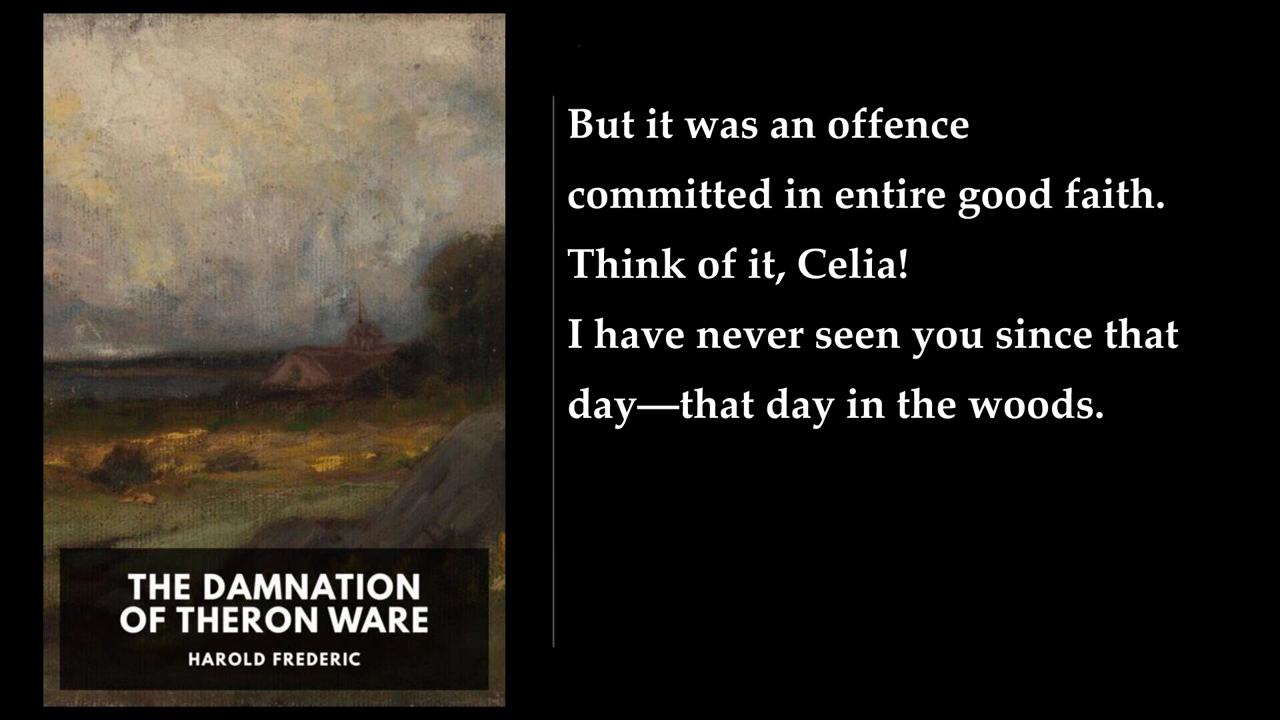 THE DAMNATION
OF THERON WARE
HAROLD FREDERIC
But it was an offence
committed in entire good faith.
Think of it, Celia!
I have never seen you since that
day—that day in the woods.